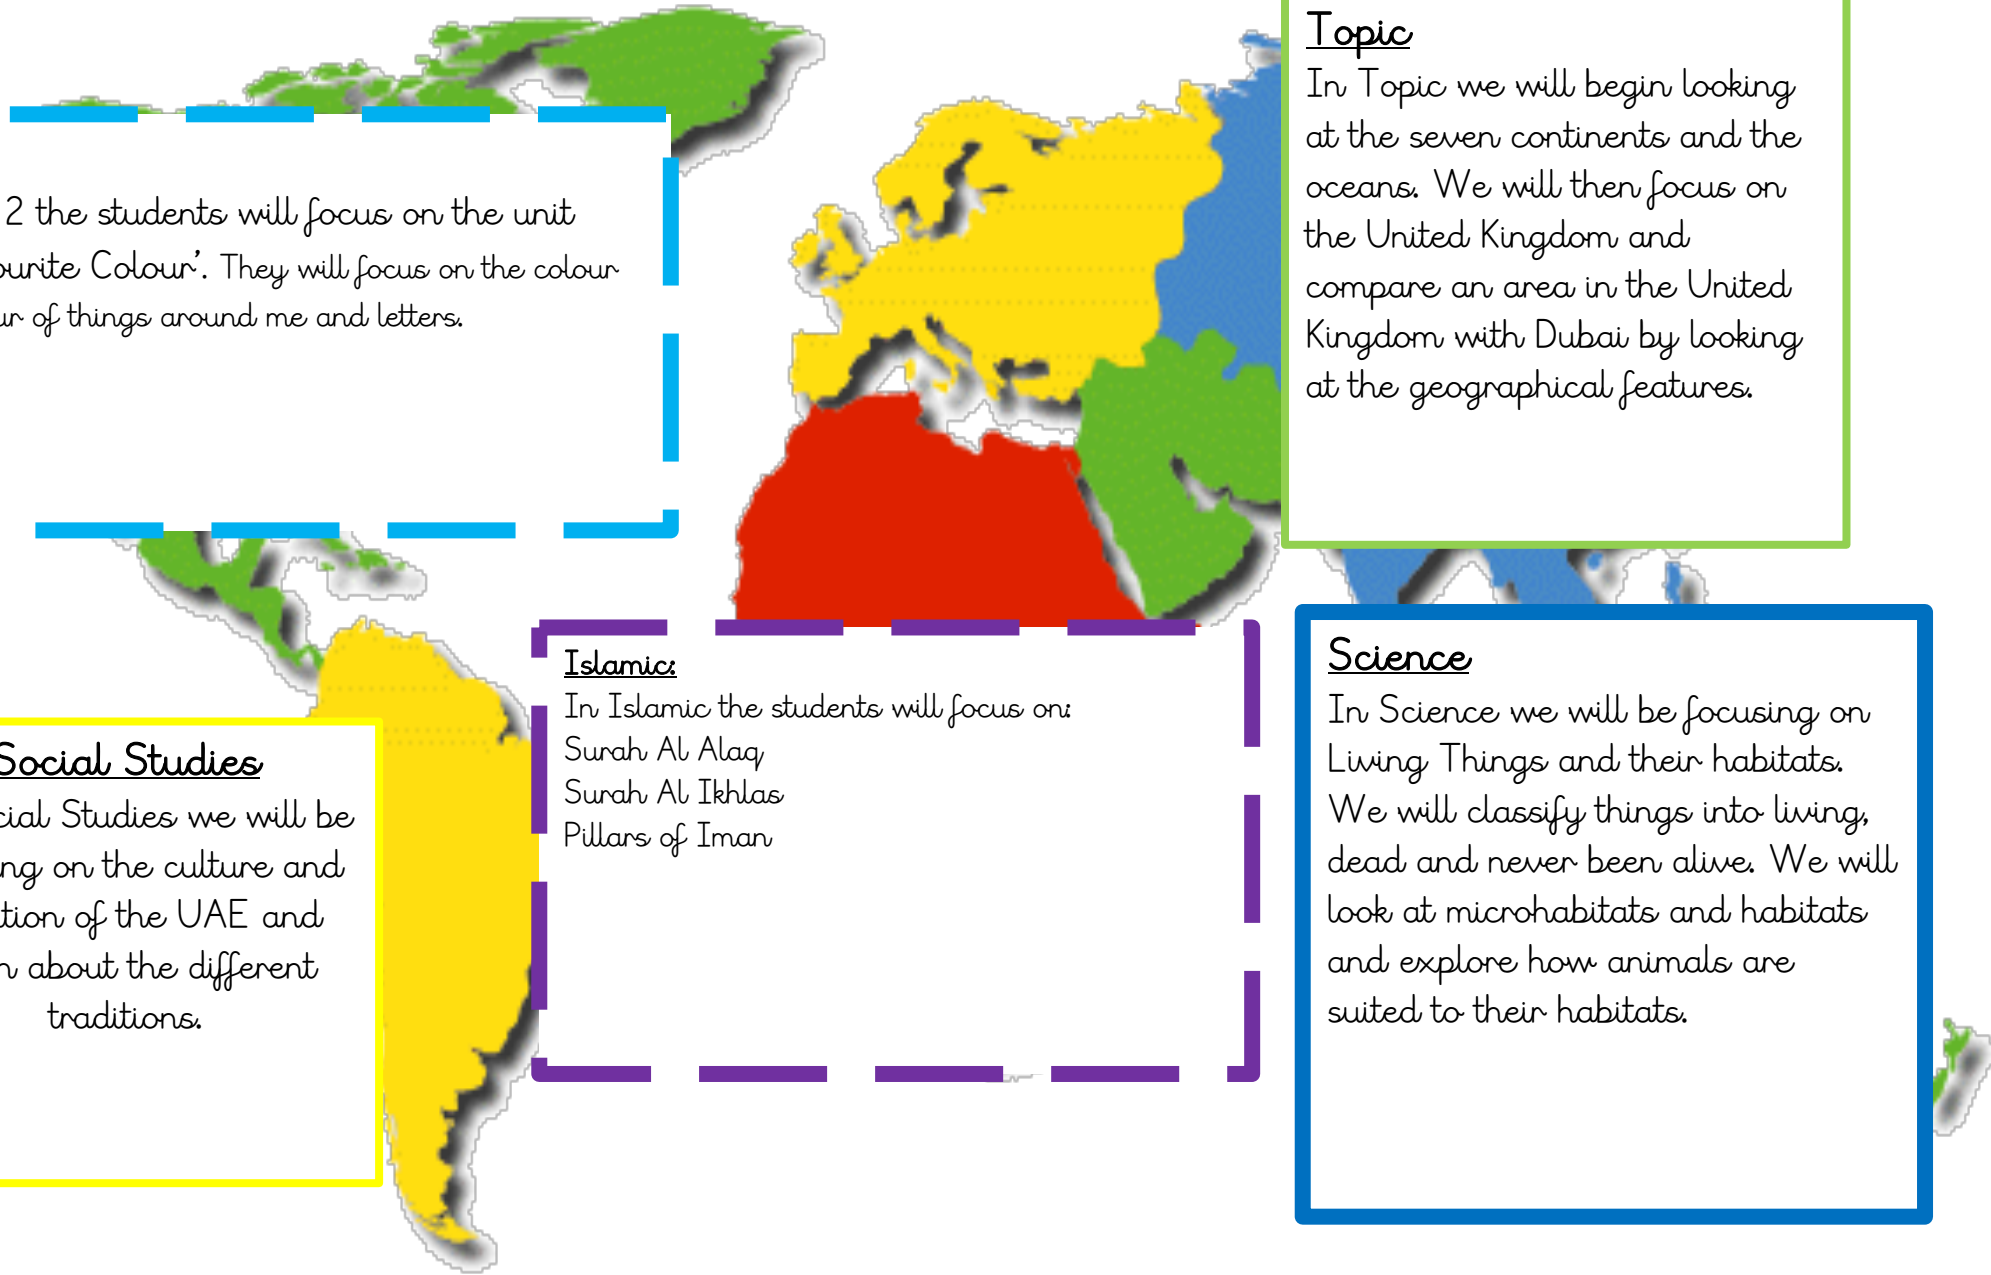 Topic
In Topic we will begin looking
at the seven continents and the
oceans. We will then focus on
the United Kingdom and
compare an area in the United
Kingdom with Dubai by looking
at the geographical features.
2 the students will focus on the unit
ourite Colour’. They will focus on the colour
ur of things around me and letters.
Islamic:
In Islamic the students will focus on:
Surah Al Alaq
Surah Al Ikhlas
Pillars of Iman
Science
In Science we will be focusing on
Living Things and their habitats.
We will classify things into living,
dead and never been alive. We will
look at microhabitats and habitats
and explore how animals are
suited to their habitats.
Social Studies
cial Studies we will be
ng on the culture and
tion of the UAE and
n about the different
traditions.